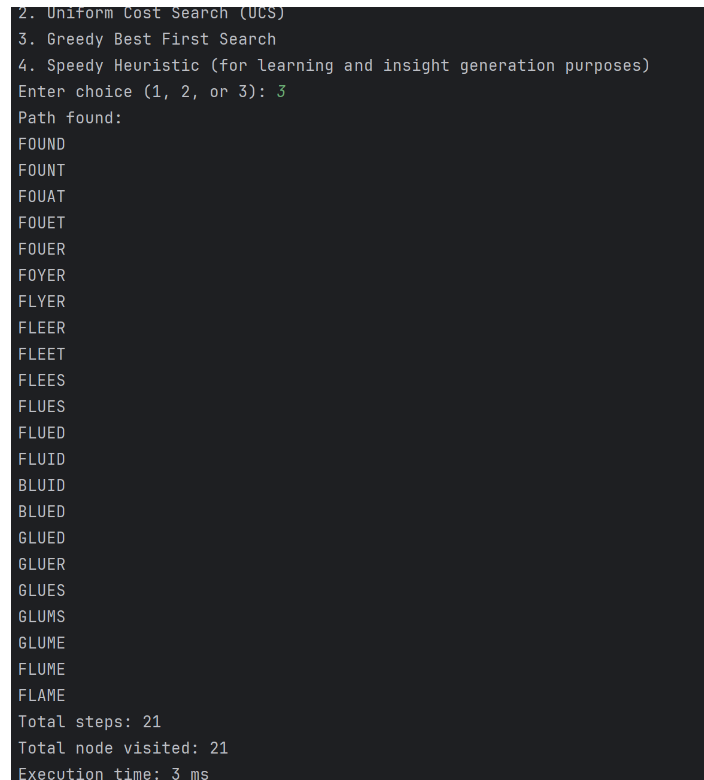 2. Uniform Cost Search (UCS)
3. Greedy Best First Search
4. Speedy Heuristic (for learning and insight generation purposes)
Enter choice (1, 2, or 3): 3
Path found:
FOUND
FOUNT
FOUAT
FOUET
FOUER
FOYER
FLYER
FLEER
FLEET
FLEES
FLUES
FLUED
FLUID
BLUID
BLUED
GLUED
GLUER
GLUES
GLUMS
GLUME
FLUME
FLAME
Total steps: 21
Total node visited: 21
Execution time: 3 ms